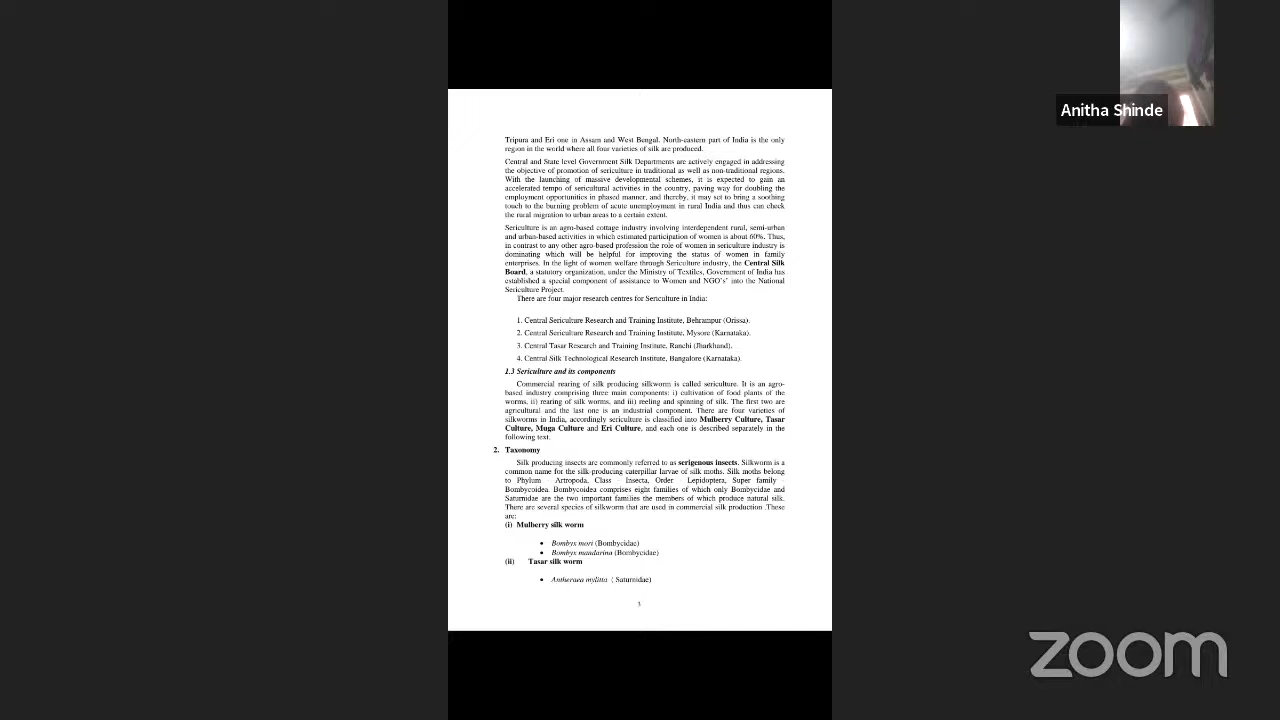 Anitha Shinde
Tripura and Eri one in Assam and West Bengal. North-eastern part of India is the only
region in the world where all four varieties of silk are produced.
Central and State level Government Silk Departments are actively engaged in addressing
the objective of promotion of sericulture in traditional as well as non-traditional regions.
With the launching of massive developmental schemes, it is expected to gain an
accelerated tempo of sericultural activities in the country, paving way for doubling the
employment opportunities in phased manner, and thereby, it may set to bring a soothing
touch to the burning problem of acute unemployment in rural India and thus can check
the rural migration to urban areas to a certain extent.
Sericulture is an agro-based cottage industry involving interdependent rural, semi-urban
and urban-based activities in which estimated participation of women is about 60%. Thus,
in contrast to any other agro-based profession the role of women in sericulture industry is
dominating which will be helpful for improving the status of women in family
enterprises. In the light of women welfare through Sericulture industry, the Central Silk
Board, a statutory organization, under the Ministry of Textiles, Government of India has
established a special component of assistance to Women and NGO's' into the National
Sericulture Project.
There are four major research centres for Sericulture in India:
1. Central Sericulture Research and Training Institute, Behrampur (Orissa).
2. Central Sericulture Research and Training Institute, Mysore (Karnataka).
3. Central Tasar Research and Training Institute, Ranchi (Jharkhand).
4. Central Silk Technological Research Institute, Bangalore (Karnataka).
1.3 Sericulture and its components
Commercial rearing of silk producing silkworm is called sericulture. It is an agro-
based industry comprising three main components: i) cultivation of food plants of the
worms, ii) rearing of silk worms, and iii) reeling and spinning of silk. The first two are
agricultural and the last one is an industrial component. There are four varieties of
silkworms in India, accordingly sericulture is classified into Mulberry Culture, Tasar
Culture, Muga Culture and Eri Culture, and each one is described separately in the
following text.
2. Taxonomy
Silk producing insects are commonly referred to as serigenous insects. Silkworm is a
common name for the silk-producing caterpillar larvae of silk moths. Silk moths belong
to Phylum – Artropoda, Class – Insecta, Order – Lepidoptera, Super family –
Bombycoidea. Bombycoidea comprises eight families of which only Bombycidae and
Saturnidae are the two important families the members of which produce natural silk.
There are several species of silkworm that are used in commercial silk production .These
are:
(i) Mulberry silk worm
• Bombyx mori (Bombycidae)
• Bombyx mandarina (Bombycidae)
(ii) Tasar silk worm
• Antheraea mylitta ( Saturnidae)
3
zoom